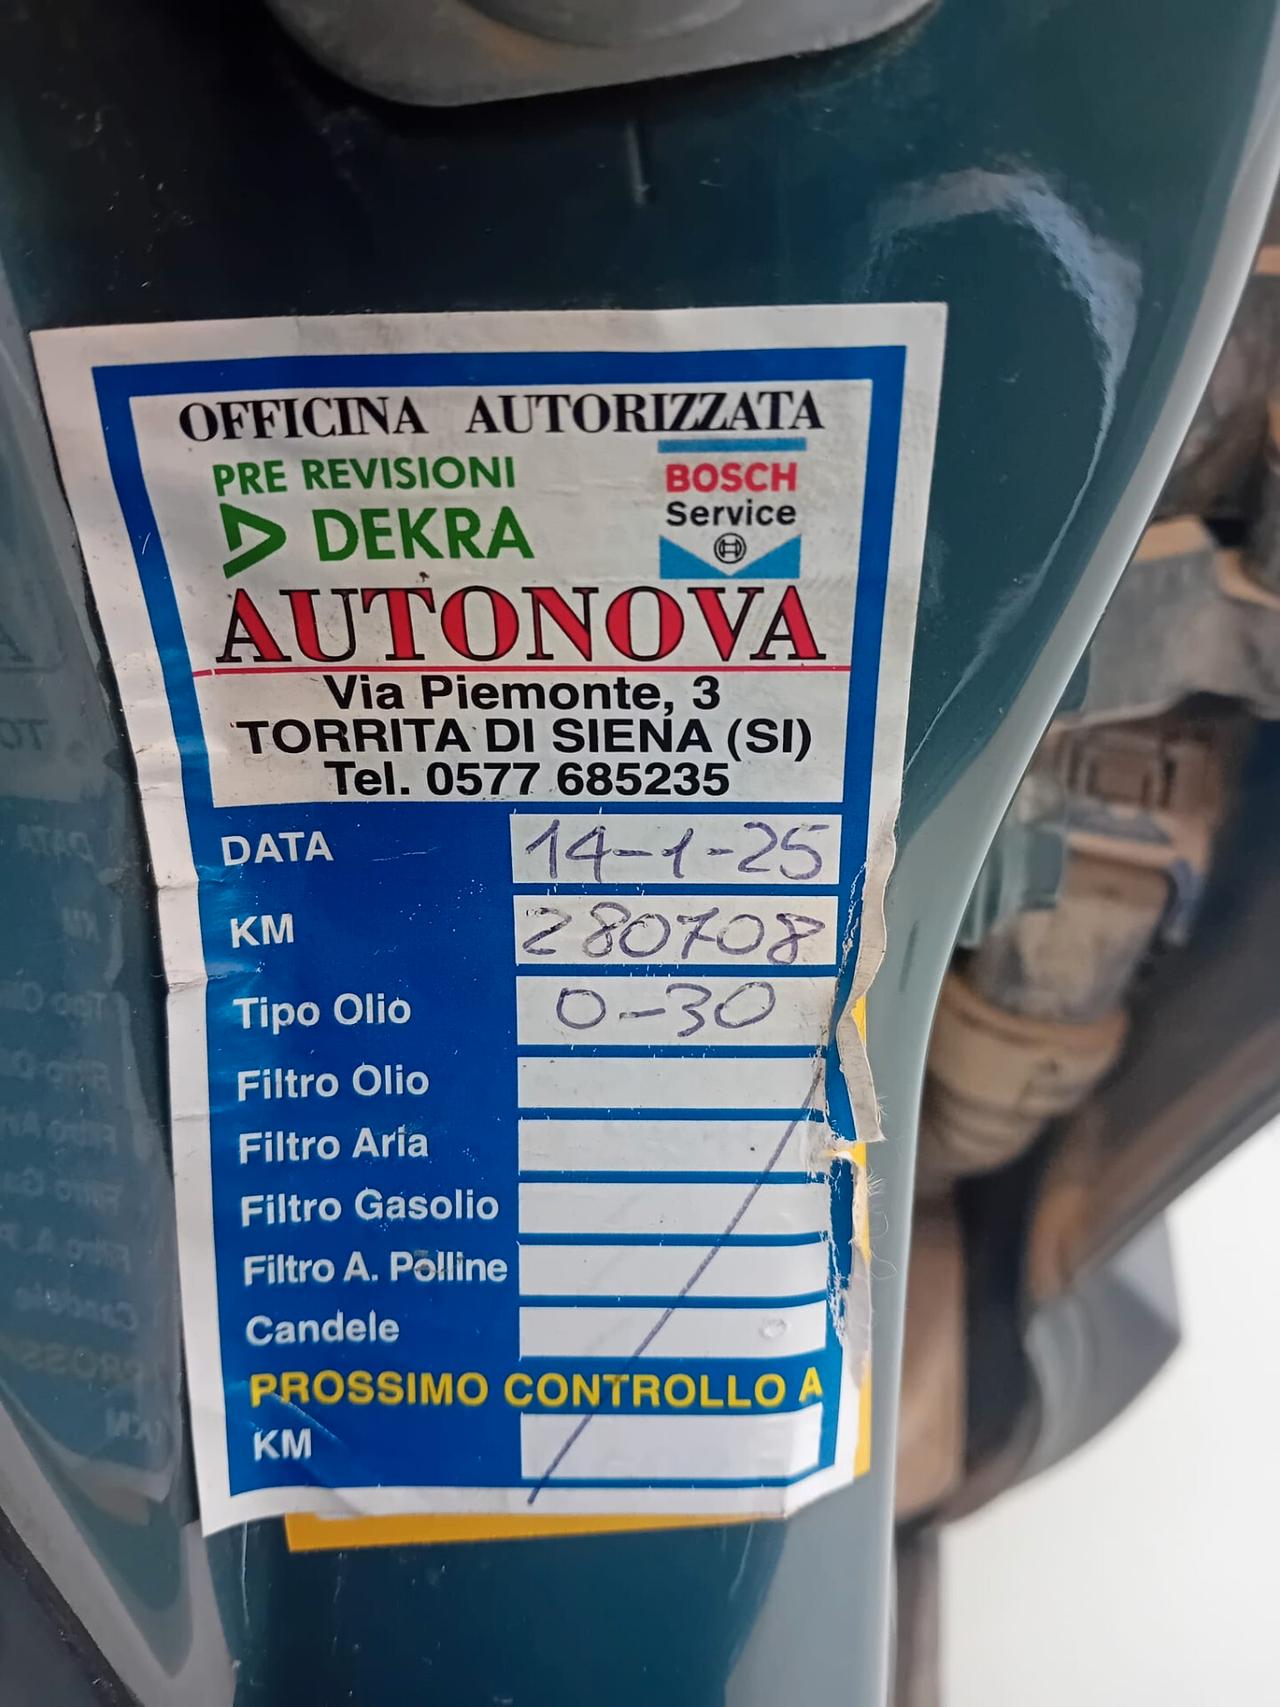 OFFICINA AUTORIZZATA
PRE REVISIONI
DEKRA
BOSCH
Service
AUTONOVA
Via Piemonte, 3
TORRITA DI SIENA (SI)
Tel. 0577 685235
DATA 14-1-25
KM 280708
Tipo Olio 0-30
Filtro Olio
Filtro Aria
Filtro Gasolio
Filtro A. Polline
Candele
PROSSIMO CONTROLLO A
KM